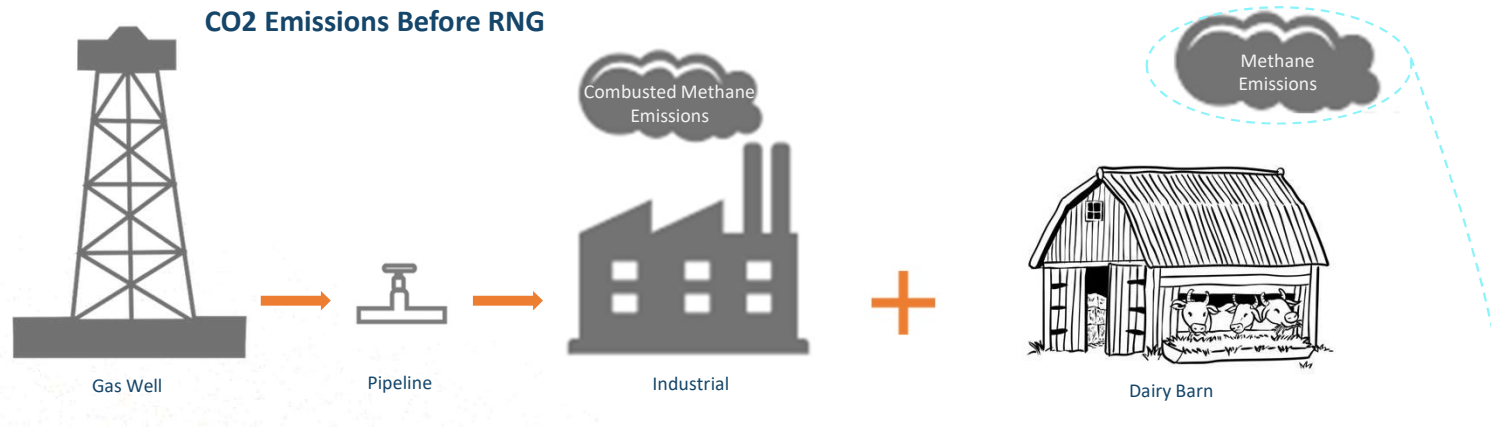 CO2 Emissions Before RNG
Combusted Methane
Emissions
Methane
Emissions
Gas Well
Pipeline
Industrial
Dairy Barn